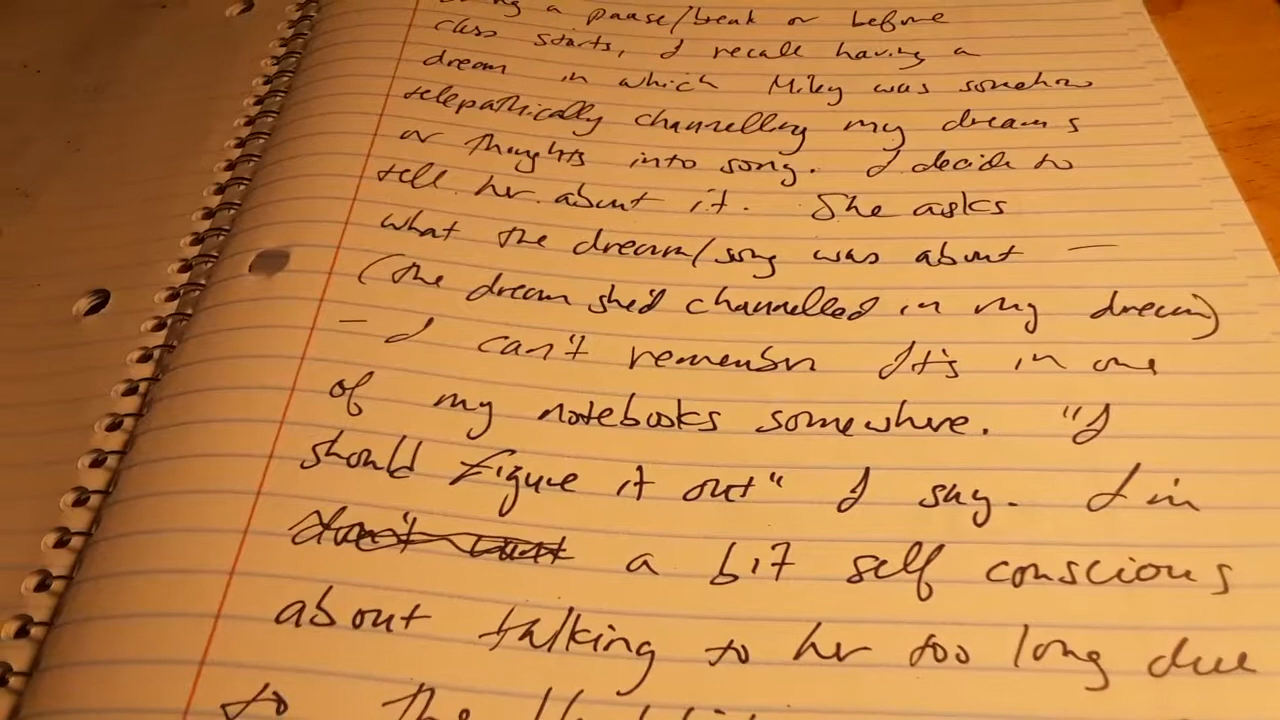 a pause/break or before
class starts, I recall having a
dream in which Miley was somehow
telepathically channelling my dreams
or thoughts into song. I decide to
tell her about it. She asks
what the dream/song was about —
(the dream she'd channelled in my dream)
- I can't remember It's in one
of my notebooks somewhere. "I
should figure it out" I say. I'm
a bit self conscious
about talking to her too long due
to the